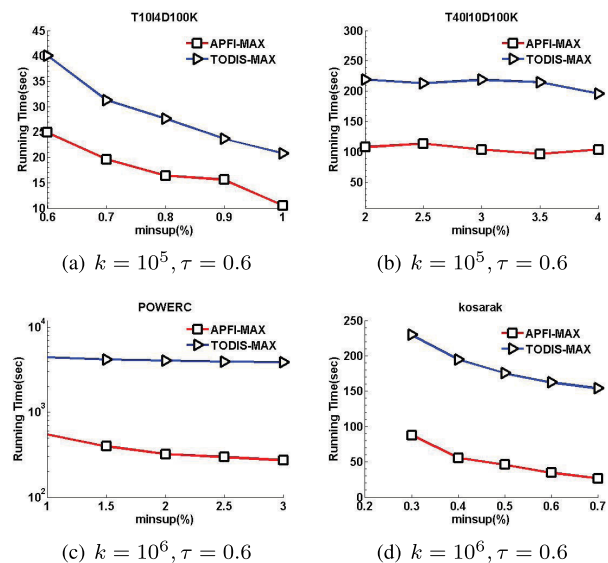 T10I4D100K
45
40
35
30
25
20
15
10
0.6 0.7 0.8 0.9 1
Running Time(sec)
minsup(%)
APFI-MAX
TODIS-MAX
(a) k = 10^5, τ = 0.6
T40I10D100K
300
250
200
150
100
50
2 2.5 3 3.5 4
Running Time(sec)
minsup(%)
APFI-MAX
TODIS-MAX
(b) k = 10^5, τ = 0.6
POWERC
10^4
10^3
10^2
1 1.5 2 2.5 3
Running Time(sec)
minsup(%)
APFI-MAX
TODIS-MAX
(c) k = 10^6, τ = 0.6
kosarak
250
200
150
100
50
0
0.2 0.3 0.4 0.5 0.6 0.7
Running Time(sec)
minsup(%)
APFI-MAX
TODIS-MAX
(d) k = 10^6, τ = 0.6